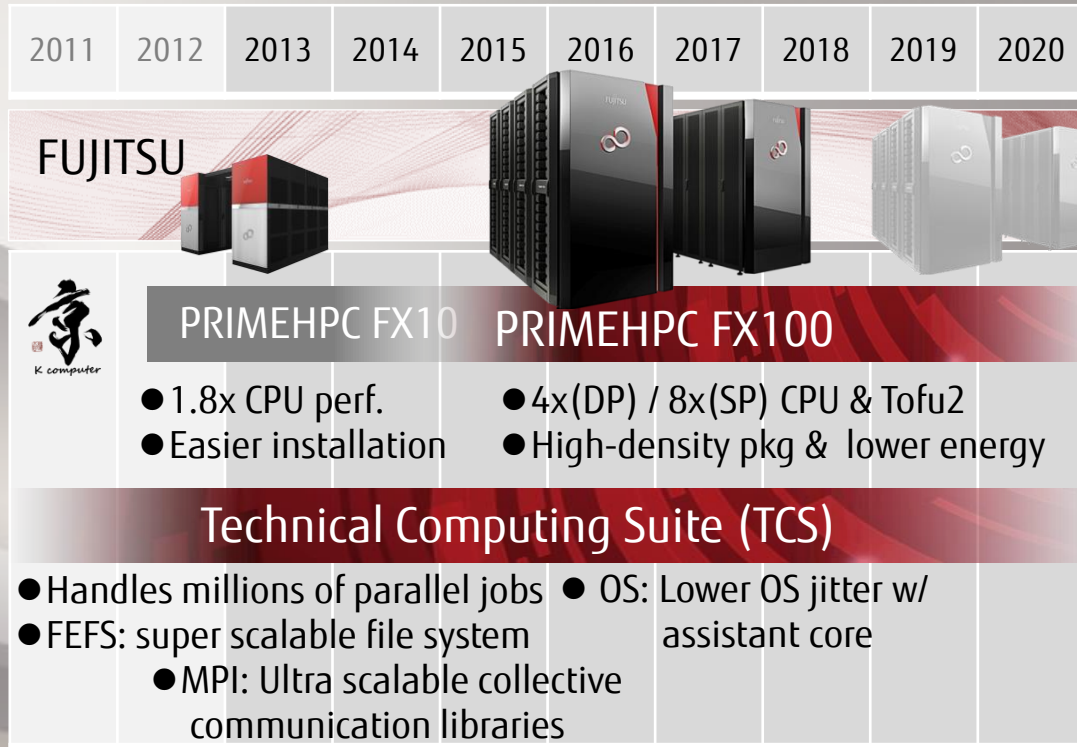 2011 2012 2013 2014 2015 2016 2017 2018 2019 2020
FUJITSU
FUJITSU
京
K computer
PRIMEHPC FX10 PRIMEHPC FX100
●1.8x CPU perf.
●Easier installation
●4x(DP) / 8x(SP) CPU & Tofu2
●High-density pkg & lower energy
Technical Computing Suite (TCS)
●Handles millions of parallel jobs
●FEFS: super scalable file system
●MPI: Ultra scalable collective
communication libraries
● OS: Lower OS jitter w/
assistant core